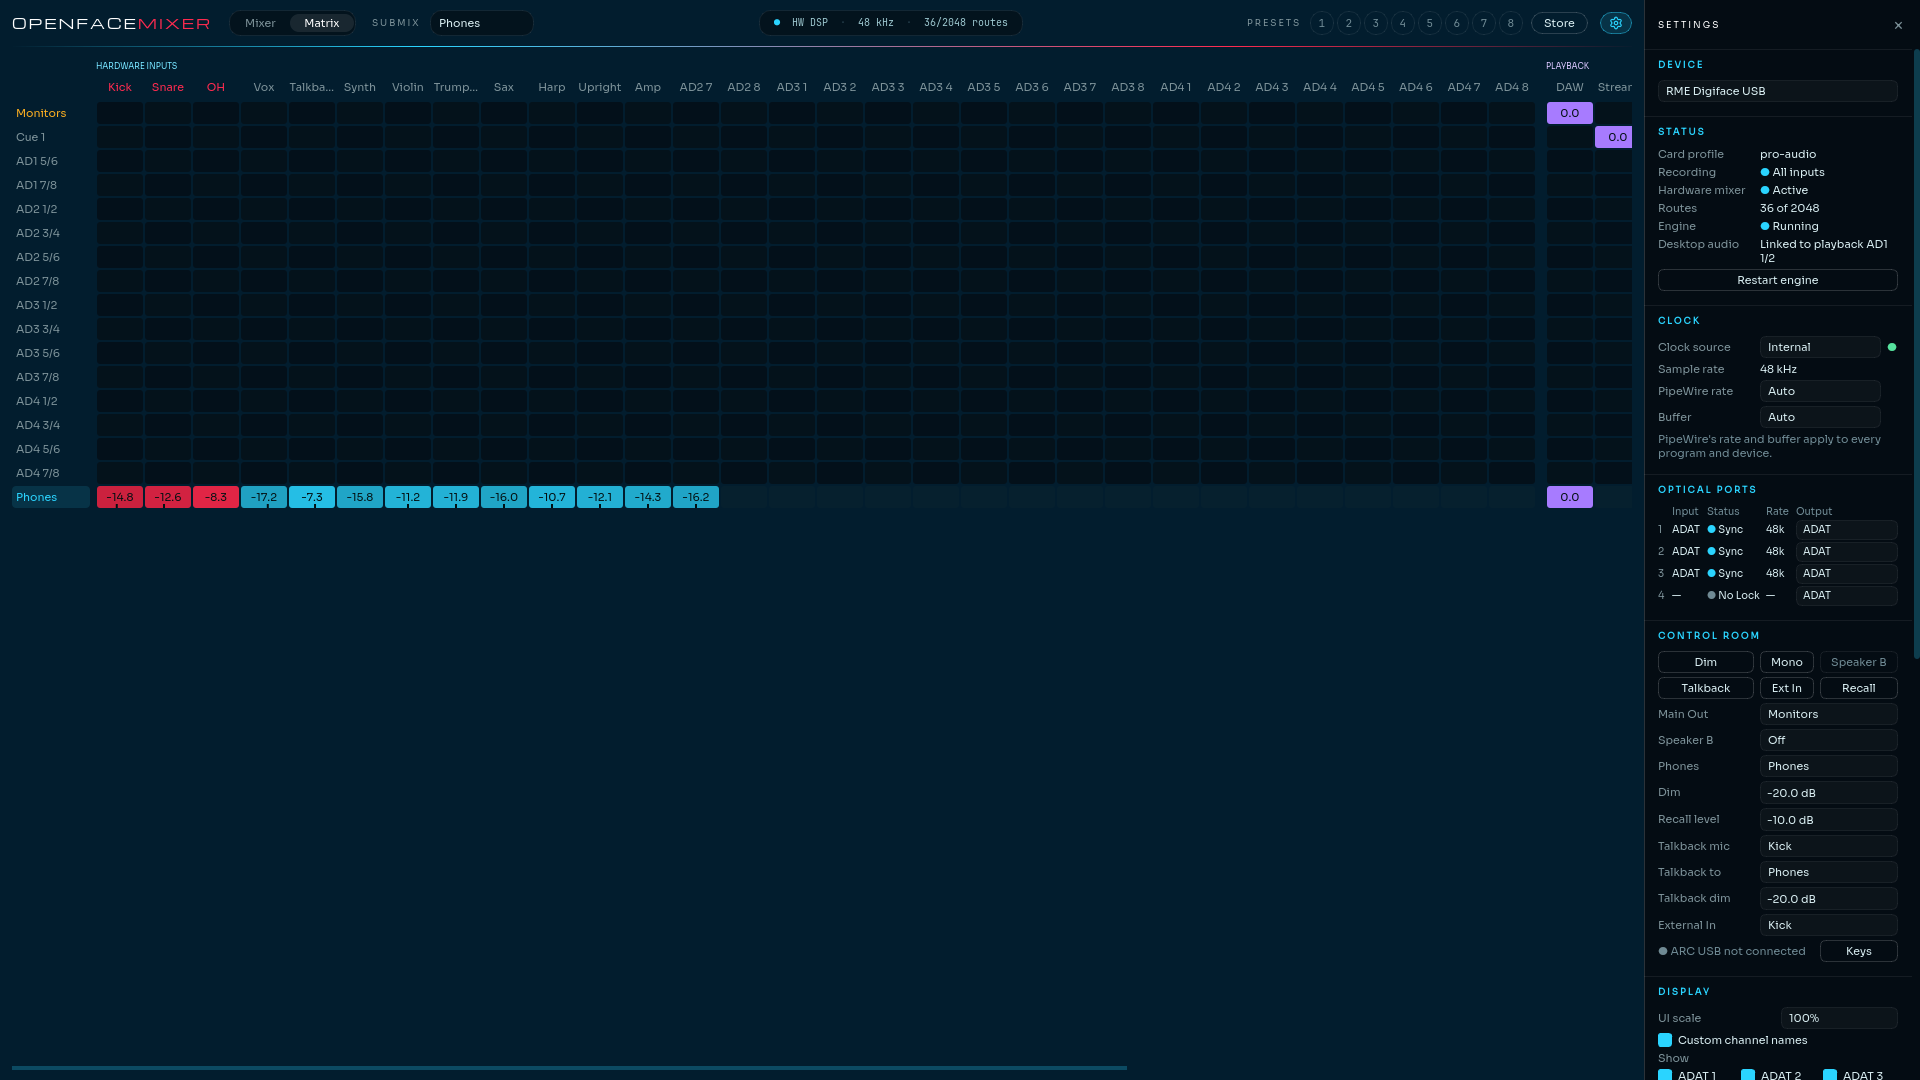 OPENFACEMIXER Mixer Matrix SUBMIX Phones HW DSP · 48 kHz · 36/2048 routes PRESETS 1 2 3 4 5 6 7 8 Store
HARDWARE INPUTS PLAYBACK
Kick Snare OH Vox Talkba... Synth Violin Trump... Sax Harp Upright Amp AD2 7 AD2 8 AD3 1 AD3 2 AD3 3 AD3 4 AD3 5 AD3 6 AD3 7 AD3 8 AD4 1 AD4 2 AD4 3 AD4 4 AD4 5 AD4 6 AD4 7 AD4 8 DAW Strear
Monitors 0.0
Cue 1 0.0
AD1 5/6
AD1 7/8
AD2 1/2
AD2 3/4
AD2 5/6
AD2 7/8
AD3 1/2
AD3 3/4
AD3 5/6
AD3 7/8
AD4 1/2
AD4 3/4
AD4 5/6
AD4 7/8
Phones -14.8 -12.6 -8.3 -17.2 -7.3 -15.8 -11.2 -11.9 -16.0 -10.7 -12.1 -14.3 -16.2 0.0
SETTINGS ×
DEVICE
RME Digiface USB
STATUS
Card profile pro-audio
Recording All inputs
Hardware mixer Active
Routes 36 of 2048
Engine Running
Desktop audio Linked to playback AD1
1/2
Restart engine
CLOCK
Clock source Internal
Sample rate 48 kHz
PipeWire rate Auto
Buffer Auto
PipeWire's rate and buffer apply to every
program and device.
OPTICAL PORTS
Input Status Rate Output
1 ADAT Sync 48k ADAT
2 ADAT Sync 48k ADAT
3 ADAT Sync 48k ADAT
4 — No Lock — ADAT
CONTROL ROOM
Dim Mono Speaker B
Talkback Ext In Recall
Main Out Monitors
Speaker B Off
Phones Phones
Dim -20.0 dB
Recall level -10.0 dB
Talkback mic Kick
Talkback to Phones
Talkback dim -20.0 dB
External In Kick
ARC USB not connected Keys
DISPLAY
UI scale 100%
Custom channel names
Show
ADAT 1 ADAT 2 ADAT 3